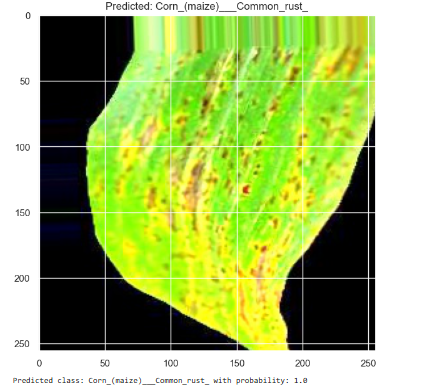 Predicted: Corn_(maize)___Common_rust_
0
50
100
150
200
250
0 50 100 150 200 250
Predicted class: Corn_(maize)___Common_rust_ with probability: 1.0